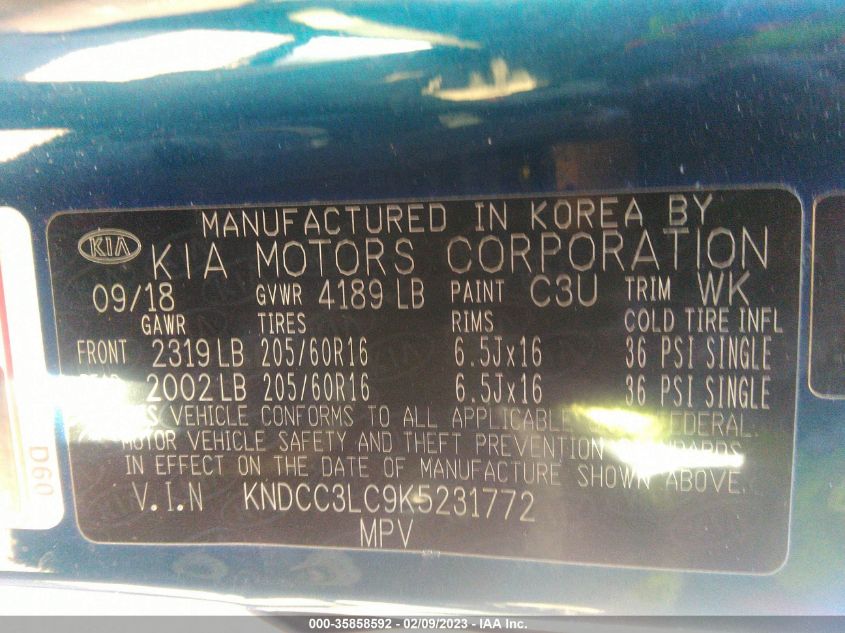 MANUFACTURED IN KOREA BY
KIA KIA MOTORS CORPORATION
09/18 GVWR 4189 LB PAINT C3U TRIM WK
GAWR TIRES RIMS COLD TIRE INFL
FRONT 2319 LB 205/60R16 6.5Jx16 36 PSI SINGLE
REAR 2002 LB 205/60R16 6.5Jx16 36 PSI SINGLE
THIS VEHICLE CONFORMS TO ALL APPLICABLE U.S. FEDERAL
MOTOR VEHICLE SAFETY AND THEFT PREVENTION STANDARDS
IN EFFECT ON THE DATE OF MANUFACTURE SHOWN ABOVE.
V.I.N KNDCC3LC9K5231772
MPV
D60
000-35858592 - 02/09/2023 - IAA Inc.